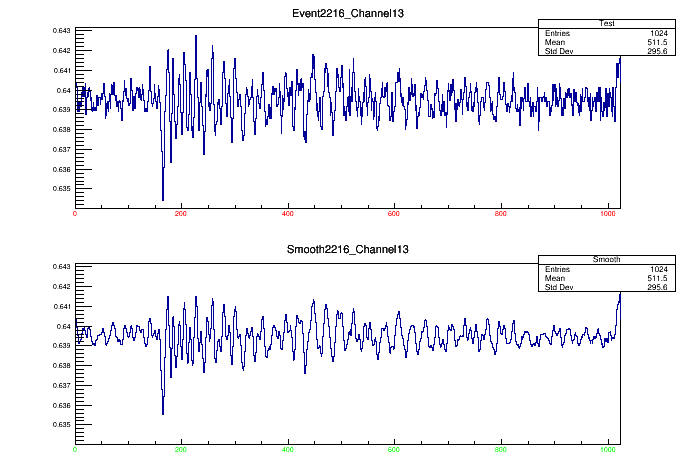 Event2216_Channel13
Test
Entries 1024
Mean 511.5
Std Dev 295.6
0.643
0.642
0.641
0.64
0.639
0.638
0.637
0.636
0.635
0 200 400 600 800 1000
Smooth2216_Channel13
Smooth
Entries 1024
Mean 511.5
Std Dev 295.6
0.643
0.642
0.641
0.64
0.639
0.638
0.637
0.636
0.635
0 200 400 600 800 1000